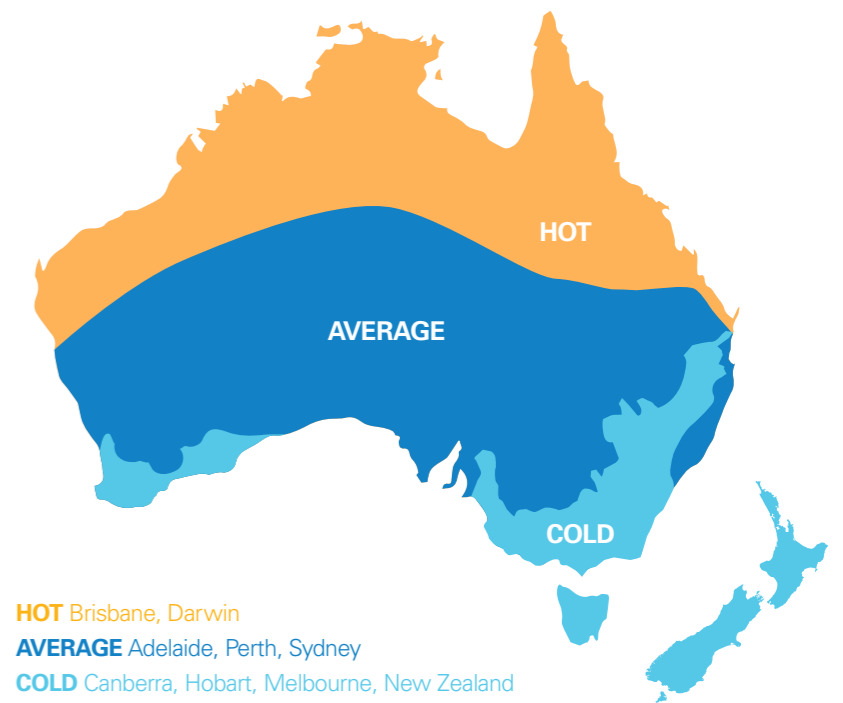 HOT
AVERAGE
COLD
HOT Brisbane, Darwin
AVERAGE Adelaide, Perth, Sydney
COLD Canberra, Hobart, Melbourne, New Zealand